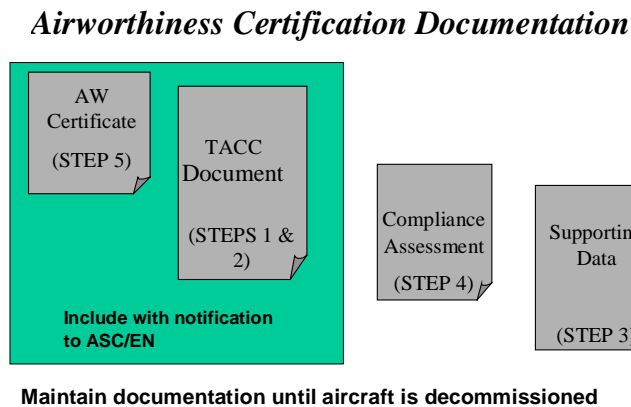 Airworthiness Certification Documentation
AW
Certificate
(STEP 5)
TACC
Document
(STEPS 1 &
2)
Include with notification
to ASC/EN
Compliance
Assessment
(STEP 4)
Supportin
Data
(STEP 3)
Maintain documentation until aircraft is decommissioned